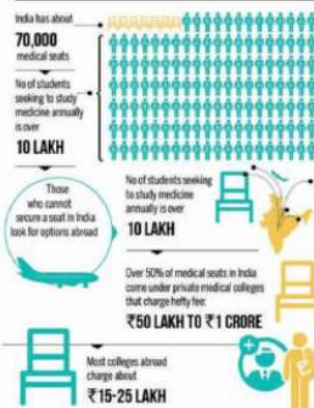 India has about
70,000
medical seats
No of students
seeking to study
medicine annually
is over
10 LAKH
Those
who cannot
secure a seat in India
look for options abroad
No of students seeking
to study medicine
annually is over
10 LAKH
Over 50% of medical seats in India
come under private medical colleges
that charge hefty fee:
₹50 LAKH TO ₹1 CRORE
Most colleges abroad
charge about
₹15-25 LAKH